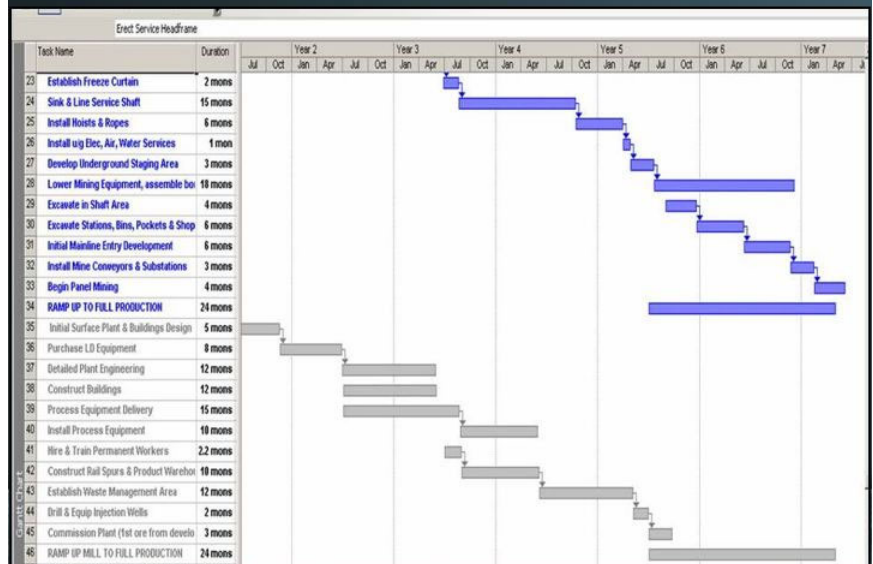 Erect Service Headframe
Task Name Duration Year 2 Year 3 Year 4 Year 5 Year 6 Year 7
Jul Oct Jan Apr Jul Oct Jan Apr Jul Oct Jan Apr Jul Oct Jan Apr Jul Oct Jan Apr Jul Oct Jan Apr
23 Establish Freeze Curtain 2 mons
24 Sink & Line Service Shaft 15 mons
25 Install Hoists & Ropes 6 mons
26 Install u/g Elec, Air, Water Services 1 mon
27 Develop Underground Staging Area 3 mons
28 Lower Mining Equipment, assemble bo 18 mons
29 Excavate in Shaft Area 4 mons
30 Excavate Stations, Bins, Pockets & Shop 6 mons
31 Initial Mainline Entry Development 6 mons
32 Install Mine Conveyors & Substations 3 mons
33 Begin Panel Mining 4 mons
34 RAMP UP TO FULL PRODUCTION 24 mons
35 Initial Surface Plant & Buildings Design 5 mons
36 Purchase LD Equipment 8 mons
37 Detailed Plant Engineering 12 mons
38 Construct Buildings 12 mons
39 Process Equipment Delivery 15 mons
40 Install Process Equipment 10 mons
41 Hire & Train Permanent Workers 2.2 mons
42 Construct Rail Spurs & Product Warehou 10 mons
43 Establish Waste Management Area 12 mons
44 Drill & Equip Injection Wells 2 mons
45 Commission Plant (1st ore from develo 3 mons
46 RAMP UP MILL TO FULL PRODUCTION 24 mons
Gantt Chart